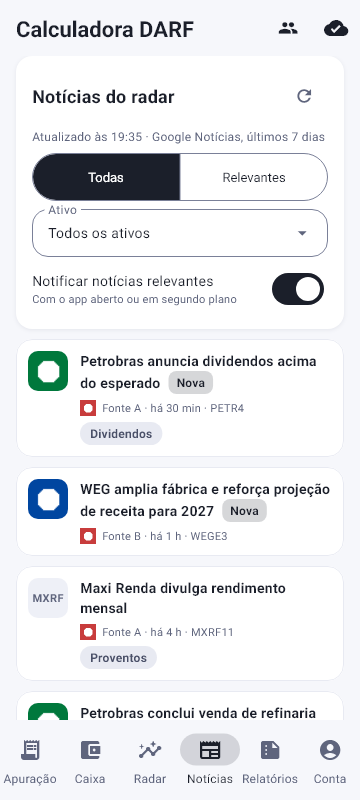 Calculadora DARF
Notícias do radar
Atualizado às 19:35 · Google Notícias, últimos 7 dias
Todas
Relevantes
Ativo
Todos os ativos
Notificar notícias relevantes
Com o app aberto ou em segundo plano
Petrobras anuncia dividendos acima
do esperado Nova
Fonte A · há 30 min · PETR4
Dividendos
WEG amplia fábrica e reforça projeção
de receita para 2027 Nova
Fonte B · há 1 h · WEGE3
MXRF
Maxi Renda divulga rendimento
mensal
Fonte A · há 4 h · MXRF11
Proventos
Petrobras conclui venda de refinaria
Apuração
Caixa
Radar
Notícias
Relatórios
Conta